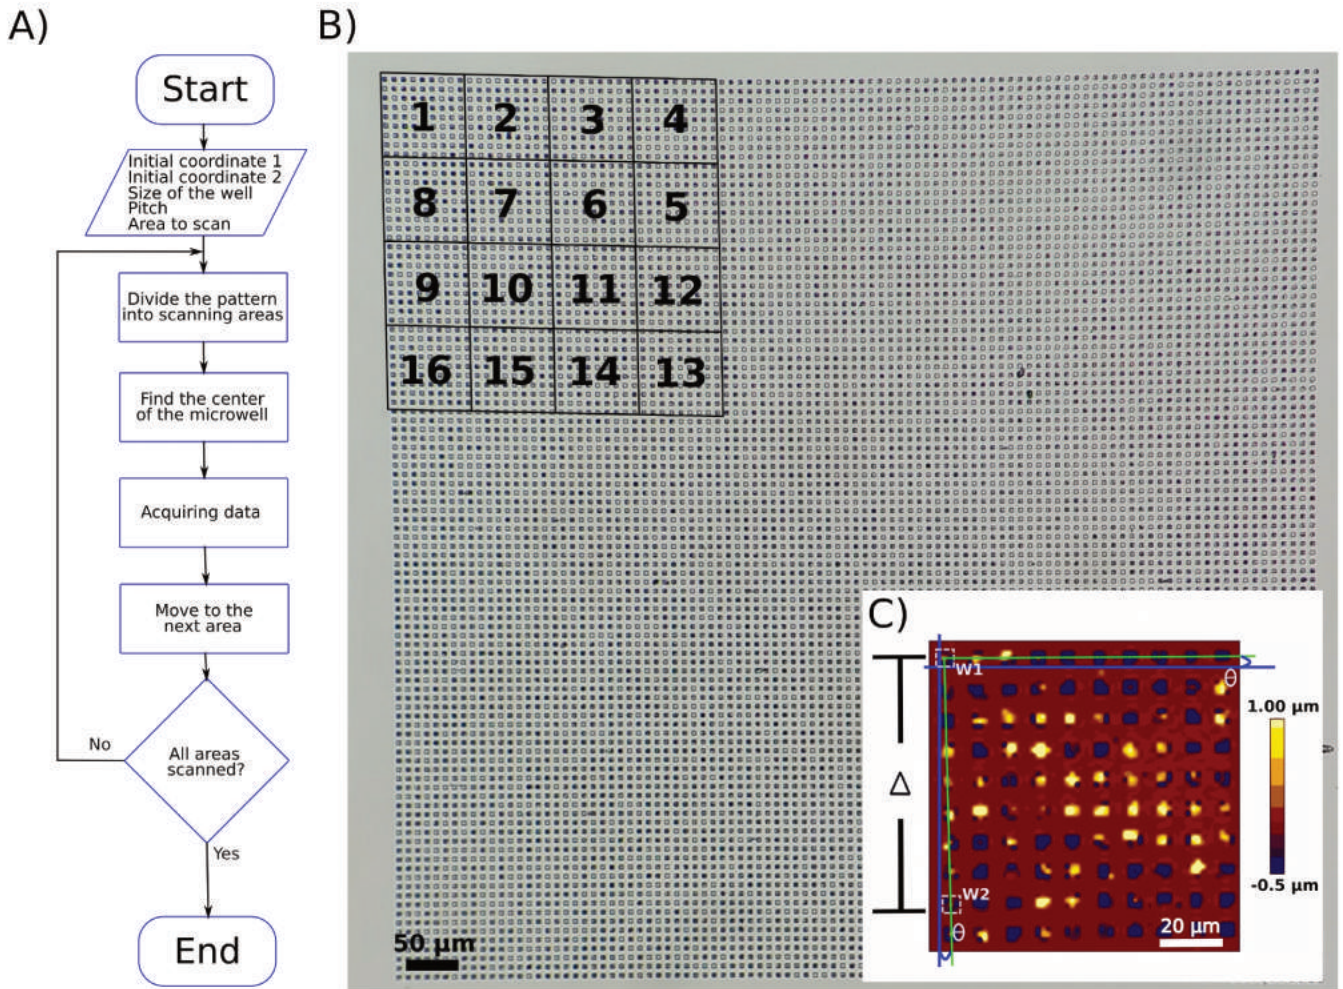 A)
Start
Initial coordinate 1
Initial coordinate 2
Size of the well
Pitch
Area to scan
Divide the pattern
into scanning areas
Find the center
of the microwell
Acquiring data
Move to the
next area
All areas
scanned?
No
Yes
End
B)
1 2 3 4
8 7 6 5
9 10 11 12
16 15 14 13
50 µm
C)
W1
θ
Δ
W2
θ
20 µm
1.00 µm
-0.5 µm